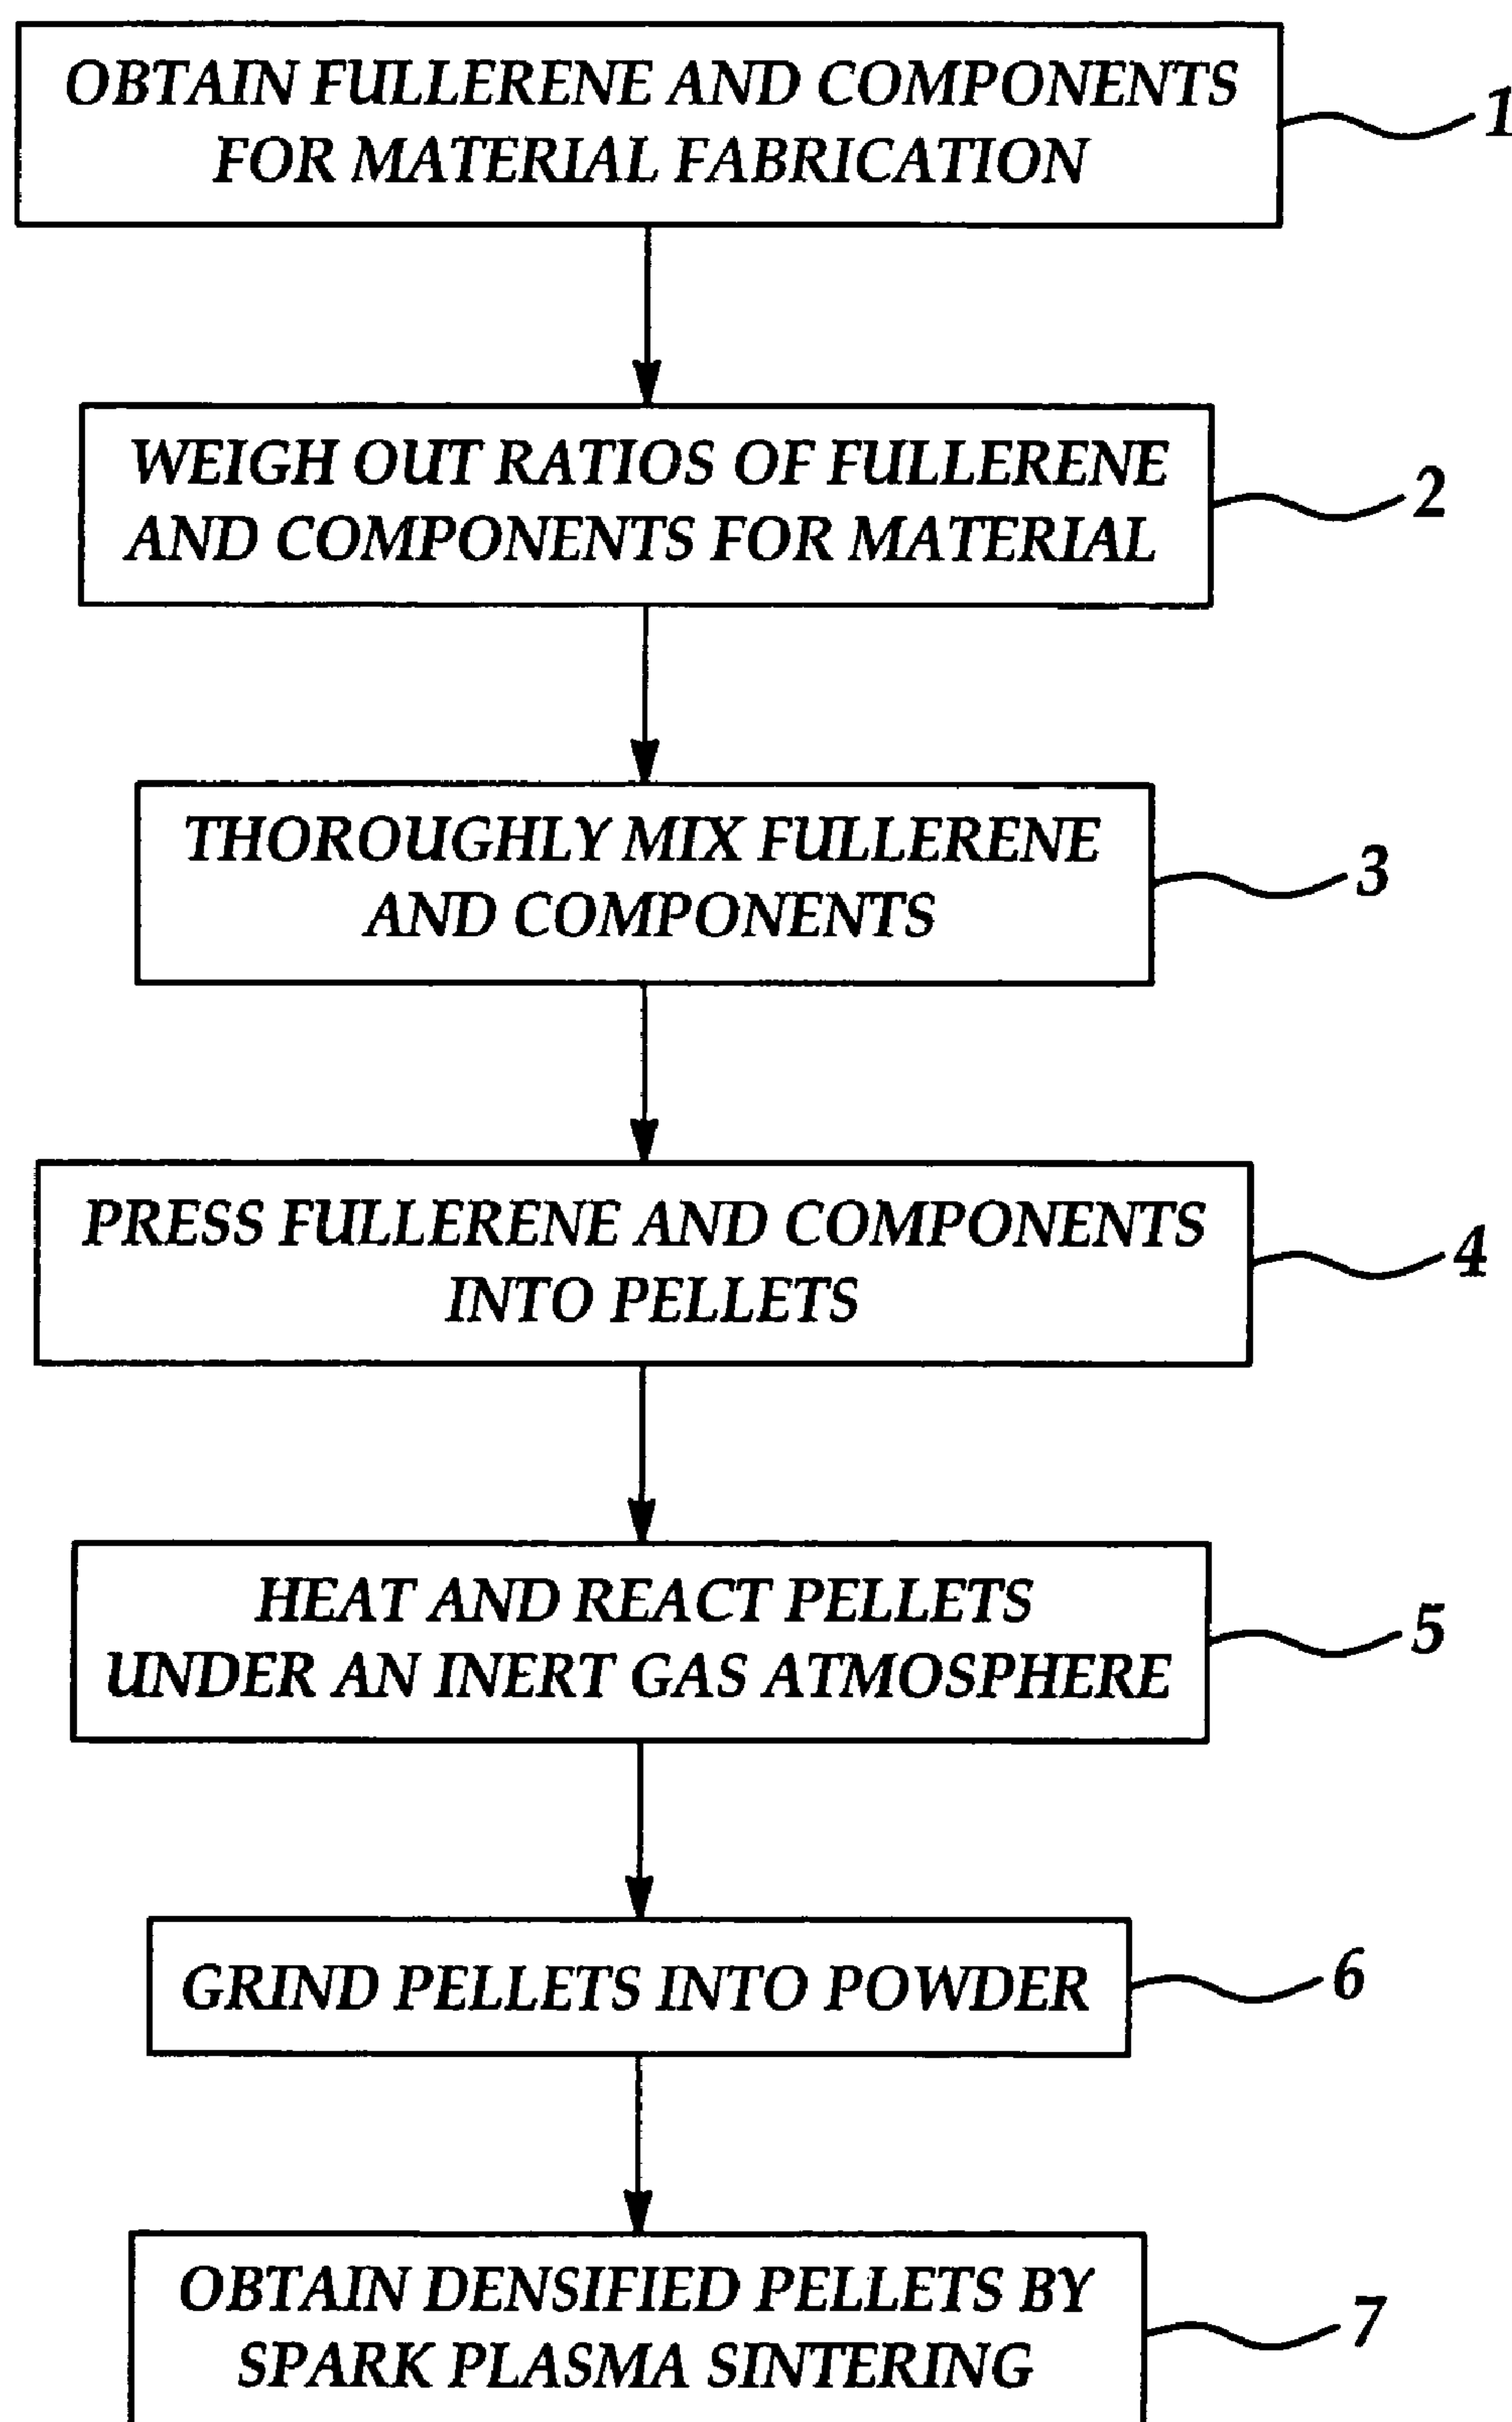 OBTAIN FULLERENE AND COMPONENTS
FOR MATERIAL FABRICATION
1
WEIGH OUT RATIOS OF FULLERENE
AND COMPONENTS FOR MATERIAL
2
THOROUGHLY MIX FULLERENE
AND COMPONENTS
3
PRESS FULLERENE AND COMPONENTS
INTO PELLETS
4
HEAT AND REACT PELLETS
UNDER AN INERT GAS ATMOSPHERE
5
GRIND PELLETS INTO POWDER
6
OBTAIN DENSIFIED PELLETS BY
SPARK PLASMA SINTERING
7